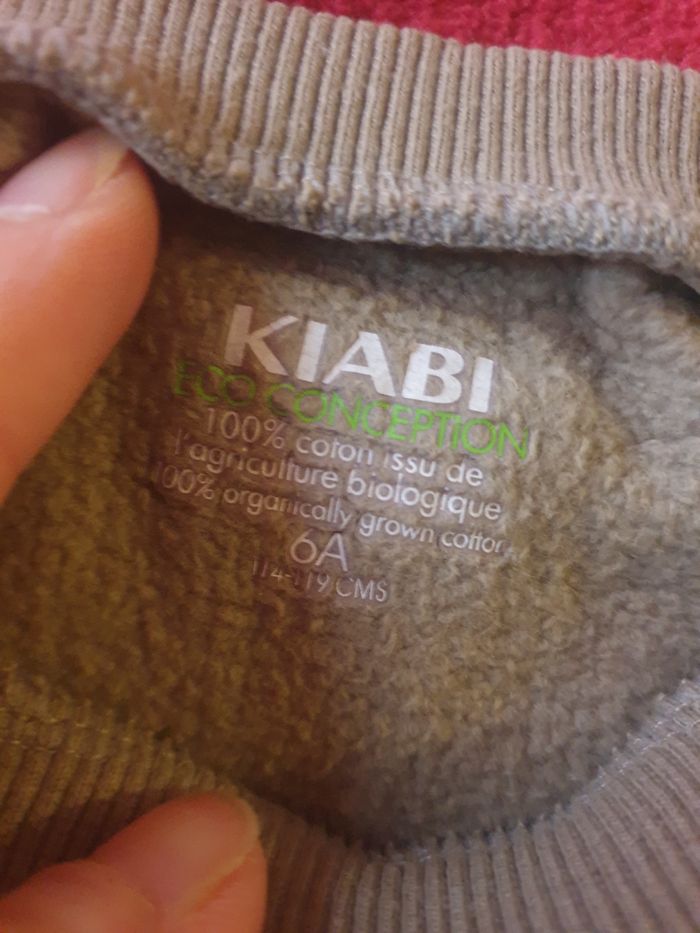 KIABI
ECO CONCEPTION
100% coton issu de
l'agriculture biologique
100% organically grown cotton
6A
114-119 CMS